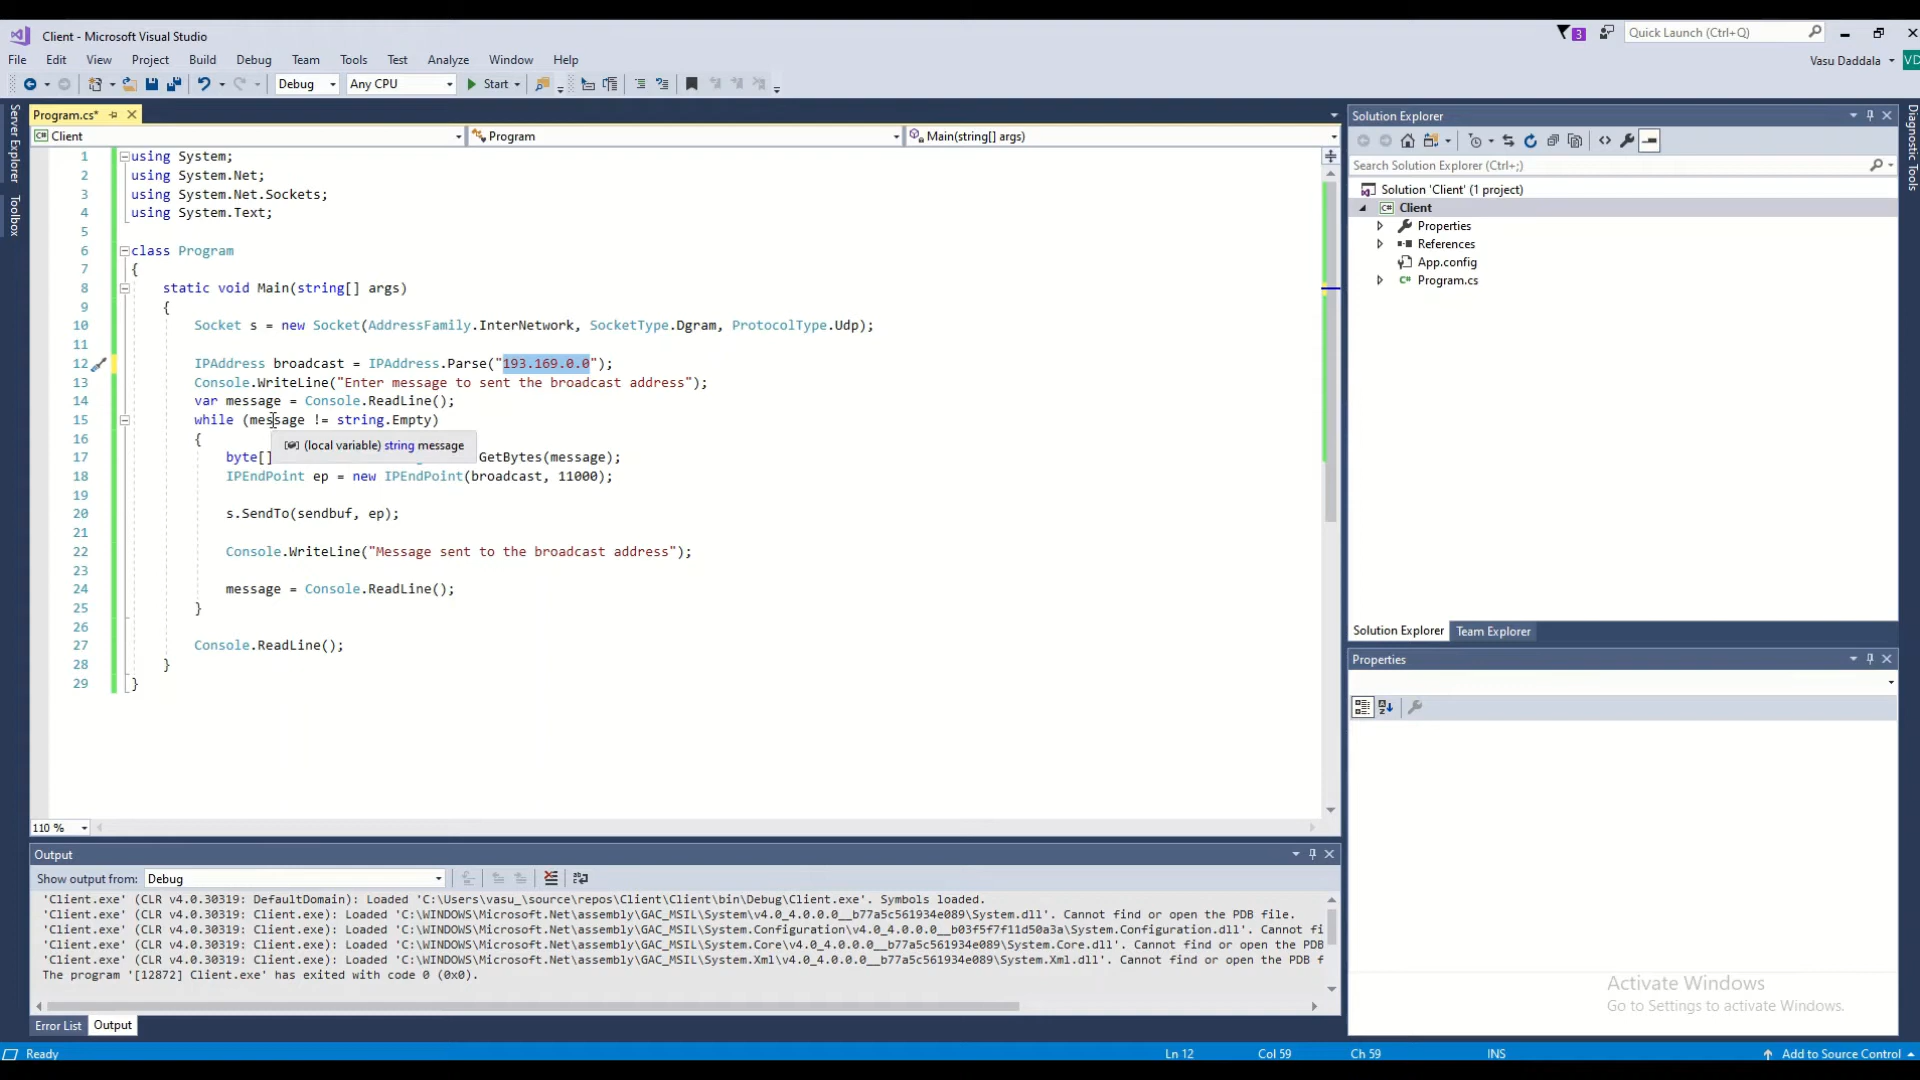 Client - Microsoft Visual Studio
3
Quick Launch (Ctrl+Q)
File Edit View Project Build Debug Team Tools Test Analyze Window Help
Vasu Daddala
VD
Debug Any CPU Start
Server Explorer
Toolbox
Program.cs*
Client Program Main(string[] args)
1 using System;
2 using System.Net;
3 using System.Net.Sockets;
4 using System.Text;
5
6 class Program
7 {
8 static void Main(string[] args)
9 {
10 Socket s = new Socket(AddressFamily.InterNetwork, SocketType.Dgram, ProtocolType.Udp);
11
12 IPAddress broadcast = IPAddress.Parse("193.169.0.0");
13 Console.WriteLine("Enter message to sent the broadcast address");
14 var message = Console.ReadLine();
15 while (message != string.Empty)
16 {
(local variable) string message
17 byte[] GetBytes(message);
18 IPEndPoint ep = new IPEndPoint(broadcast, 11000);
19
20 s.SendTo(sendbuf, ep);
21
22 Console.WriteLine("Message sent to the broadcast address");
23
24 message = Console.ReadLine();
25 }
26
27 Console.ReadLine();
28 }
29 }
110 %
Output
Show output from: Debug
'Client.exe' (CLR v4.0.30319: DefaultDomain): Loaded 'C:\Users\vasu_\source\repos\Client\Client\bin\Debug\Client.exe'. Symbols loaded.
'Client.exe' (CLR v4.0.30319: Client.exe): Loaded 'C:\WINDOWS\Microsoft.Net\assembly\GAC_MSIL\System\v4.0_4.0.0.0__b77a5c561934e089\System.dll'. Cannot find or open the PDB file.
'Client.exe' (CLR v4.0.30319: Client.exe): Loaded 'C:\WINDOWS\Microsoft.Net\assembly\GAC_MSIL\System.Configuration\v4.0_4.0.0.0__b03f5f7f11d50a3a\System.Configuration.dll'. Cannot fi
'Client.exe' (CLR v4.0.30319: Client.exe): Loaded 'C:\WINDOWS\Microsoft.Net\assembly\GAC_MSIL\System.Core\v4.0_4.0.0.0__b77a5c561934e089\System.Core.dll'. Cannot find or open the PDB
'Client.exe' (CLR v4.0.30319: Client.exe): Loaded 'C:\WINDOWS\Microsoft.Net\assembly\GAC_MSIL\System.Xml\v4.0_4.0.0.0__b77a5c561934e089\System.Xml.dll'. Cannot find or open the PDB f
The program '[12872] Client.exe' has exited with code 0 (0x0).
Error List Output
Solution Explorer
Search Solution Explorer (Ctrl+;)
Solution 'Client' (1 project)
Client
Properties
References
App.config
Program.cs
Solution Explorer Team Explorer
Properties
Diagnostic Tools
Activate Windows
Go to Settings to activate Windows.
Ready Ln 12 Col 59 Ch 59 INS Add to Source Control